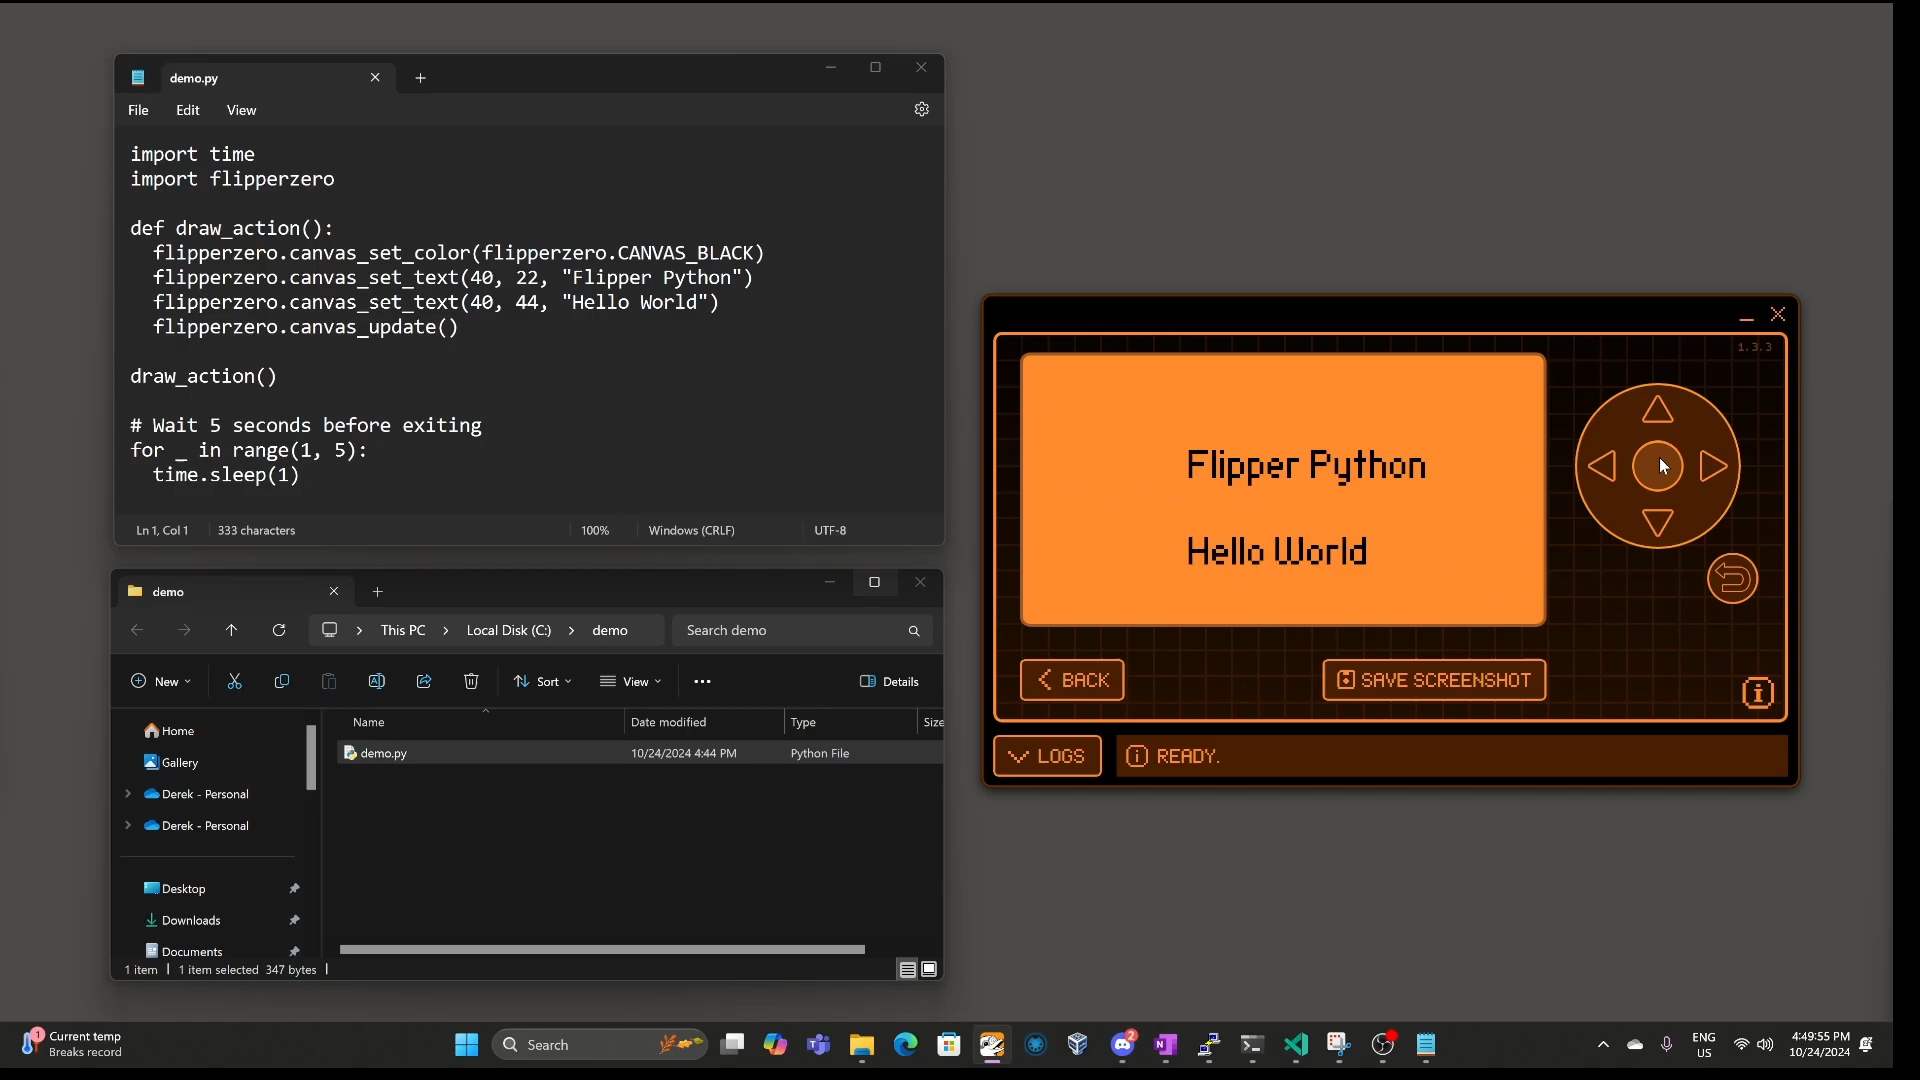 demo.py
File Edit View
import time
import flipperzero
def draw_action():
  flipperzero.canvas_set_color(flipperzero.CANVAS_BLACK)
  flipperzero.canvas_set_text(40, 22, "Flipper Python")
  flipperzero.canvas_set_text(40, 44, "Hello World")
  flipperzero.canvas_update()
draw_action()
# Wait 5 seconds before exiting
for _ in range(1, 5):
  time.sleep(1)
Ln 1, Col 1 333 characters 100% Windows (CRLF) UTF-8
demo
This PC > Local Disk (C:) > demo Search demo
New Sort View Details
Name Date modified Type Size
demo.py 10/24/2024 4:44 PM Python File
Home
Gallery
Derek - Personal
Derek - Personal
Desktop
Downloads
Documents
1 item 1 item selected 347 bytes
1.3.3
Flipper Python
Hello World
BACK SAVE SCREENSHOT
LOGS READY.
1
Current temp
Breaks record
Search
2
ENG
US
4:49:55 PM
10/24/2024